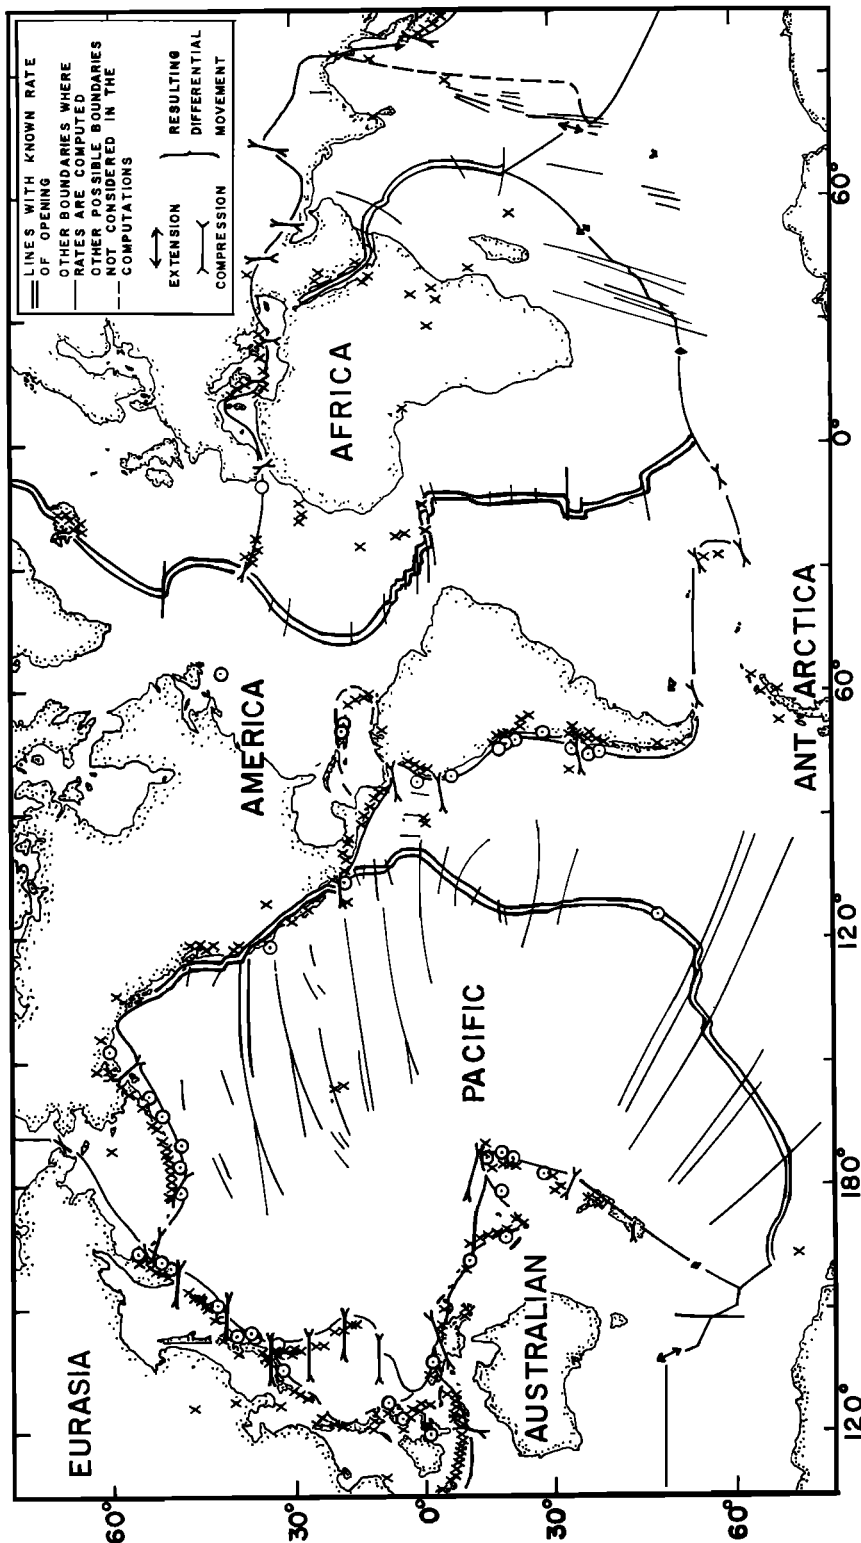 LINES WITH KNOWN RATE
OF OPENING
OTHER BOUNDARIES WHERE
RATES ARE COMPUTED
OTHER POSSIBLE BOUNDARIES
NOT CONSIDERED IN THE
COMPUTATIONS
EXTENSION
COMPRESSION
RESULTING
DIFFERENTIAL
MOVEMENT
EURASIA
AMERICA
AFRICA
PACIFIC
AUSTRALIAN
ANT ARCTICA
60°
30°
0°
30°
60°
120°
180°
120°
60°
0°
60°